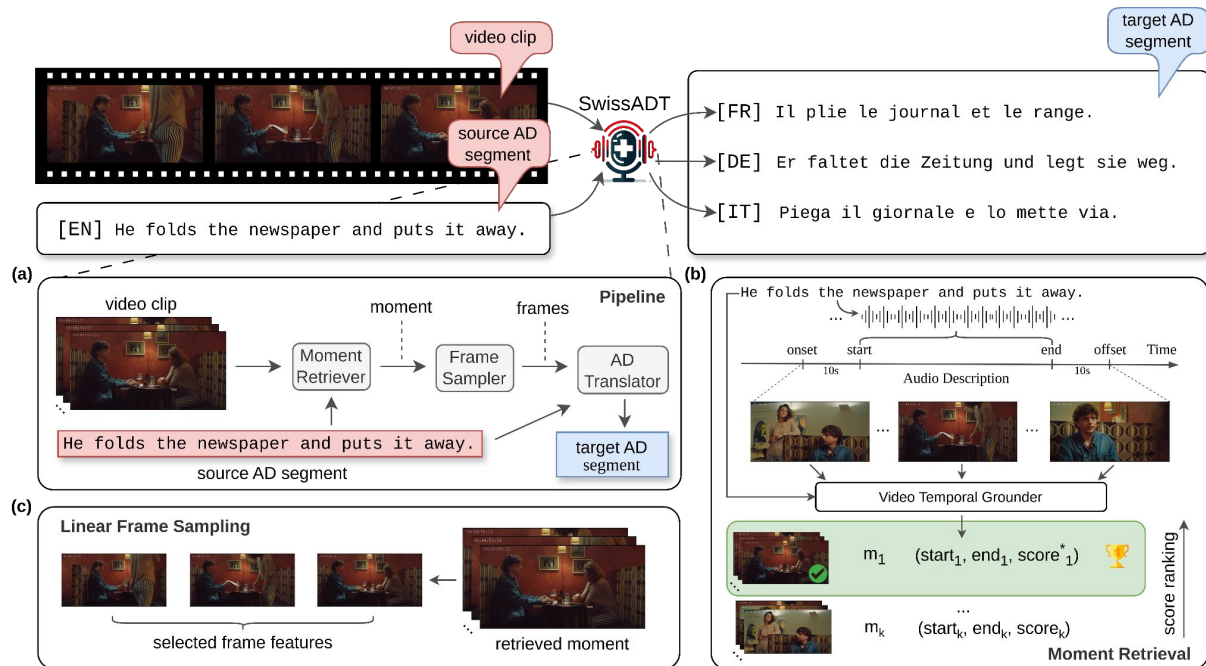 video clip
target AD
segment
SwissADT
source AD
segment
[FR] Il plie le journal et le range.
[DE] Er faltet die Zeitung und legt sie weg.
[IT] Piega il giornale e lo mette via.
[EN] He folds the newspaper and puts it away.
(a)
Pipeline
video clip
moment
frames
Moment
Retriever
Frame
Sampler
AD
Translator
He folds the newspaper and puts it away.
source AD segment
target AD
segment
(b)
He folds the newspaper and puts it away.
... ...
onset start end offset Time
10s 10s
Audio Description
... ...
Video Temporal Grounder
m1 (start1, end1, score*1)
...
mk (startk, endk, scorek)
score ranking
Moment Retrieval
(c)
Linear Frame Sampling
selected frame features
retrieved moment